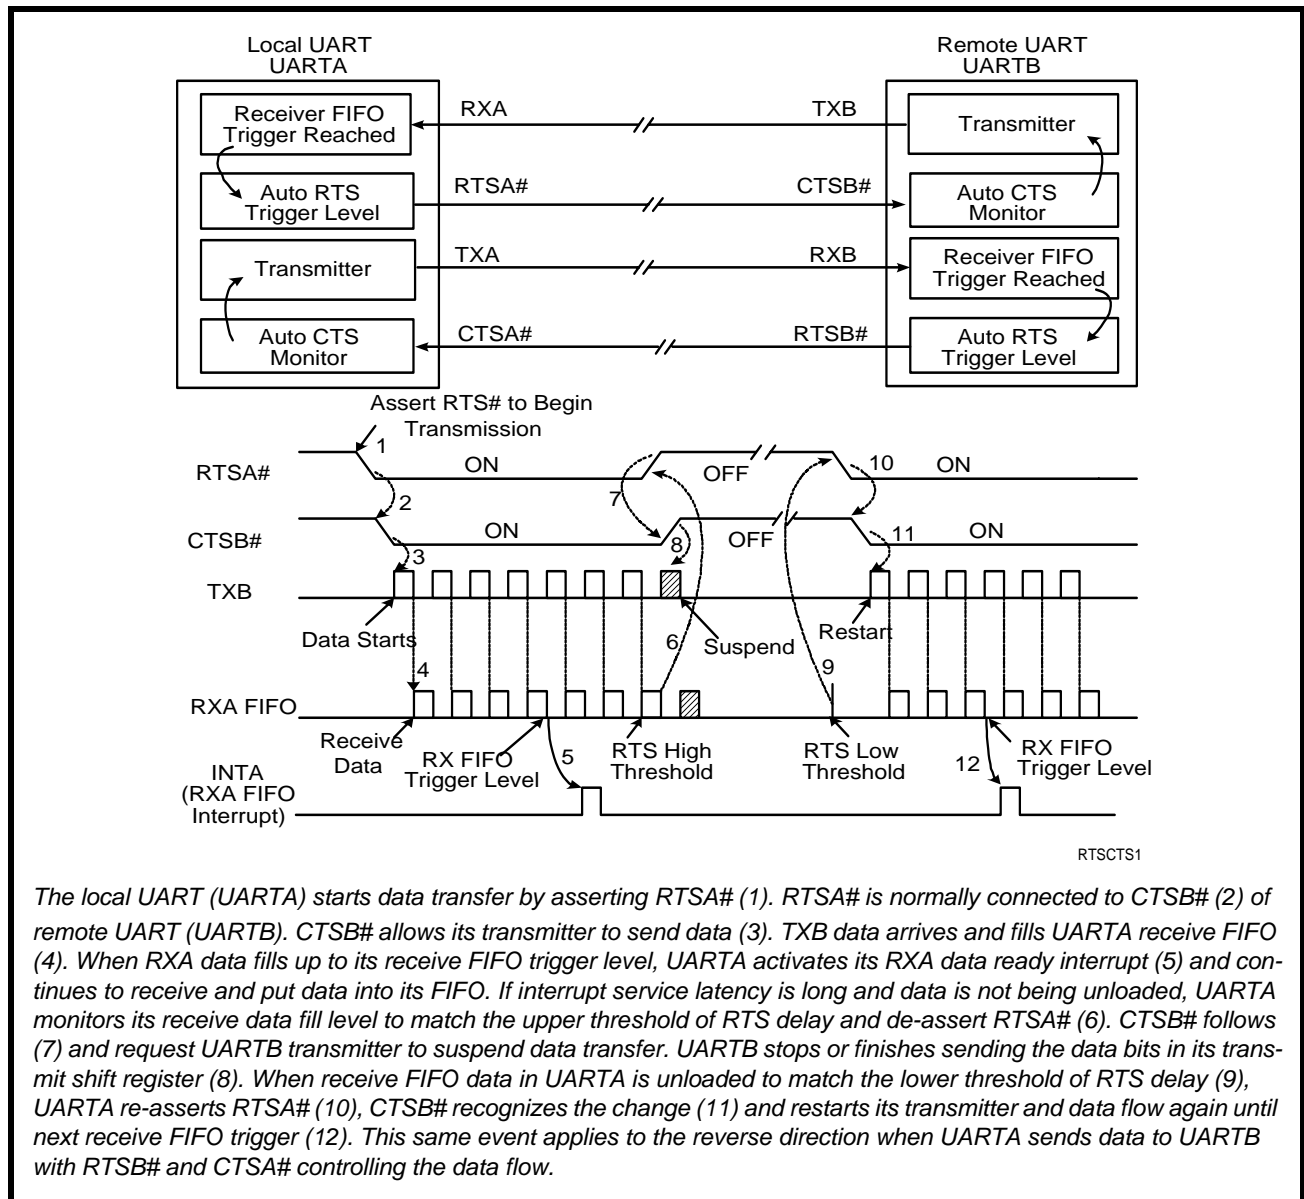 Local UART
UARTA
Remote UART
UARTB
Receiver FIFO
Trigger Reached
RXA
TXB
Transmitter
Auto RTS
Trigger Level
RTSA#
CTSB#
Auto CTS
Monitor
Transmitter
TXA
RXB
Receiver FIFO
Trigger Reached
Auto CTS
Monitor
CTSA#
RTSB#
Auto RTS
Trigger Level
Assert RTS# to Begin
Transmission
1
RTSA#
ON
OFF
10
ON
2
7
CTSB#
ON
OFF
11
ON
3
8
TXB
Data Starts
6
Suspend
Restart
4
9
RXA FIFO
Receive
Data
RX FIFO
Trigger Level
5
RTS High
Threshold
RTS Low
Threshold
12
RX FIFO
Trigger Level
INTA
(RXA FIFO
Interrupt)
RTSCTS1
The local UART (UARTA) starts data transfer by asserting RTSA# (1). RTSA# is normally connected to CTSB# (2) of
remote UART (UARTB). CTSB# allows its transmitter to send data (3). TXB data arrives and fills UARTA receive FIFO
(4). When RXA data fills up to its receive FIFO trigger level, UARTA activates its RXA data ready interrupt (5) and con-
tinues to receive and put data into its FIFO. If interrupt service latency is long and data is not being unloaded, UARTA
monitors its receive data fill level to match the upper threshold of RTS delay and de-assert RTSA# (6). CTSB# follows
(7) and request UARTB transmitter to suspend data transfer. UARTB stops or finishes sending the data bits in its trans-
mit shift register (8). When receive FIFO data in UARTA is unloaded to match the lower threshold of RTS delay (9),
UARTA re-asserts RTSA# (10), CTSB# recognizes the change (11) and restarts its transmitter and data flow again until
next receive FIFO trigger (12). This same event applies to the reverse direction when UARTA sends data to UARTB
with RTSB# and CTSA# controlling the data flow.